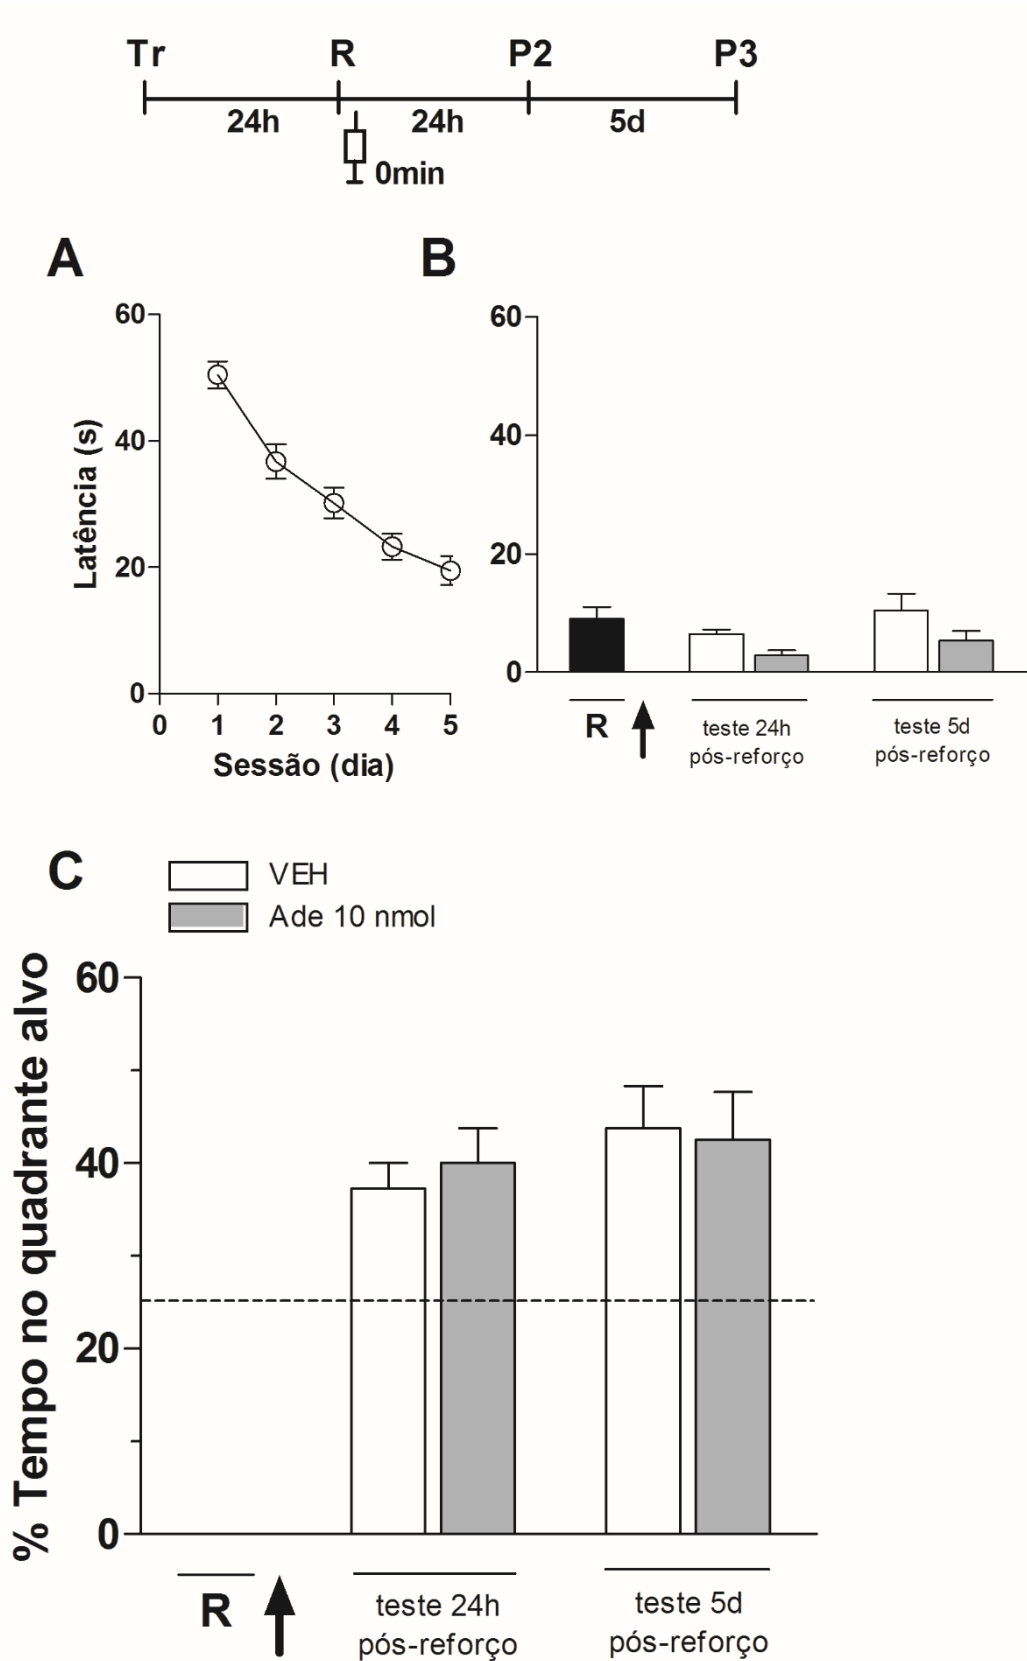 Tr R P2 P3
24h 24h 5d
0min
A
60
40
20
0
Latência (s)
0 1 2 3 4 5
Sessão (dia)
B
60
40
20
0
R
teste 24h
pós-reforço
teste 5d
pós-reforço
C
VEH
Ade 10 nmol
% Tempo no quadrante alvo
60
40
20
0
R
teste 24h
pós-reforço
teste 5d
pós-reforço